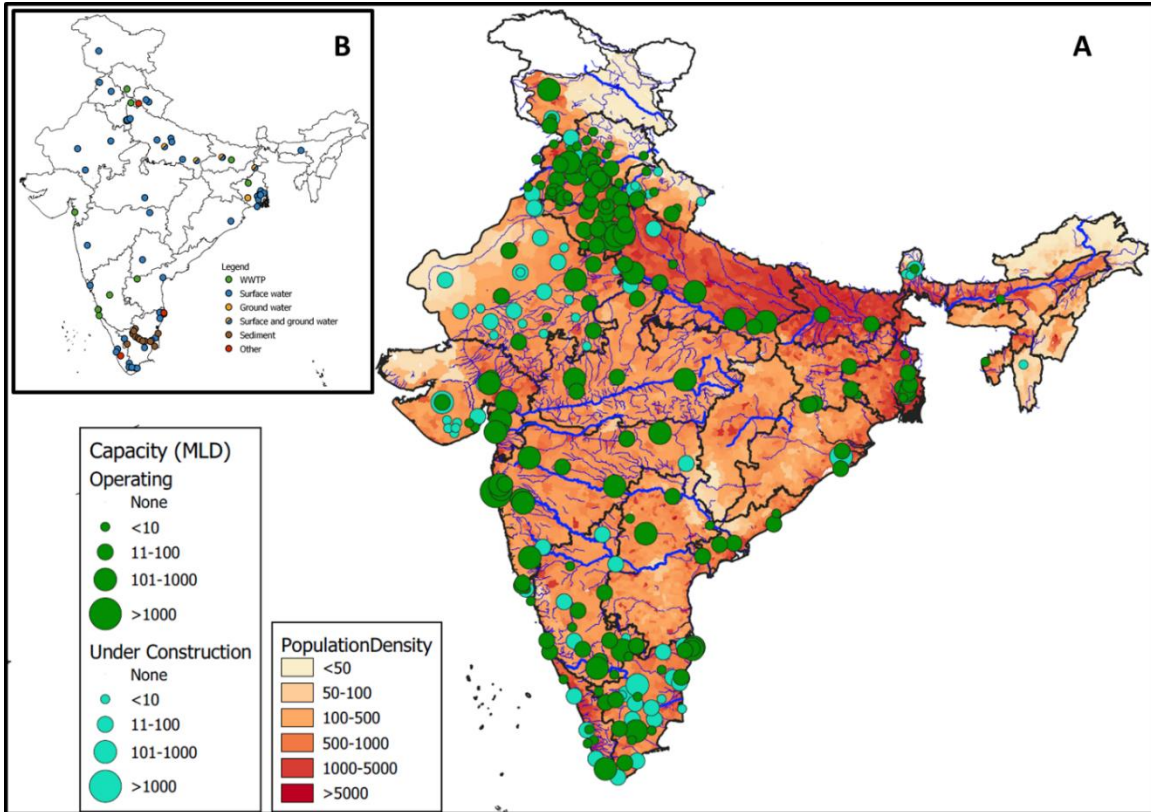 B
A
Legend
WWTP
Surface water
Ground water
Surface and ground water
Sediment
Other
Capacity (MLD)
Operating
None
<10
11-100
101-1000
>1000
Under Construction
None
<10
11-100
101-1000
>1000
PopulationDensity
<50
50-100
100-500
500-1000
1000-5000
>5000